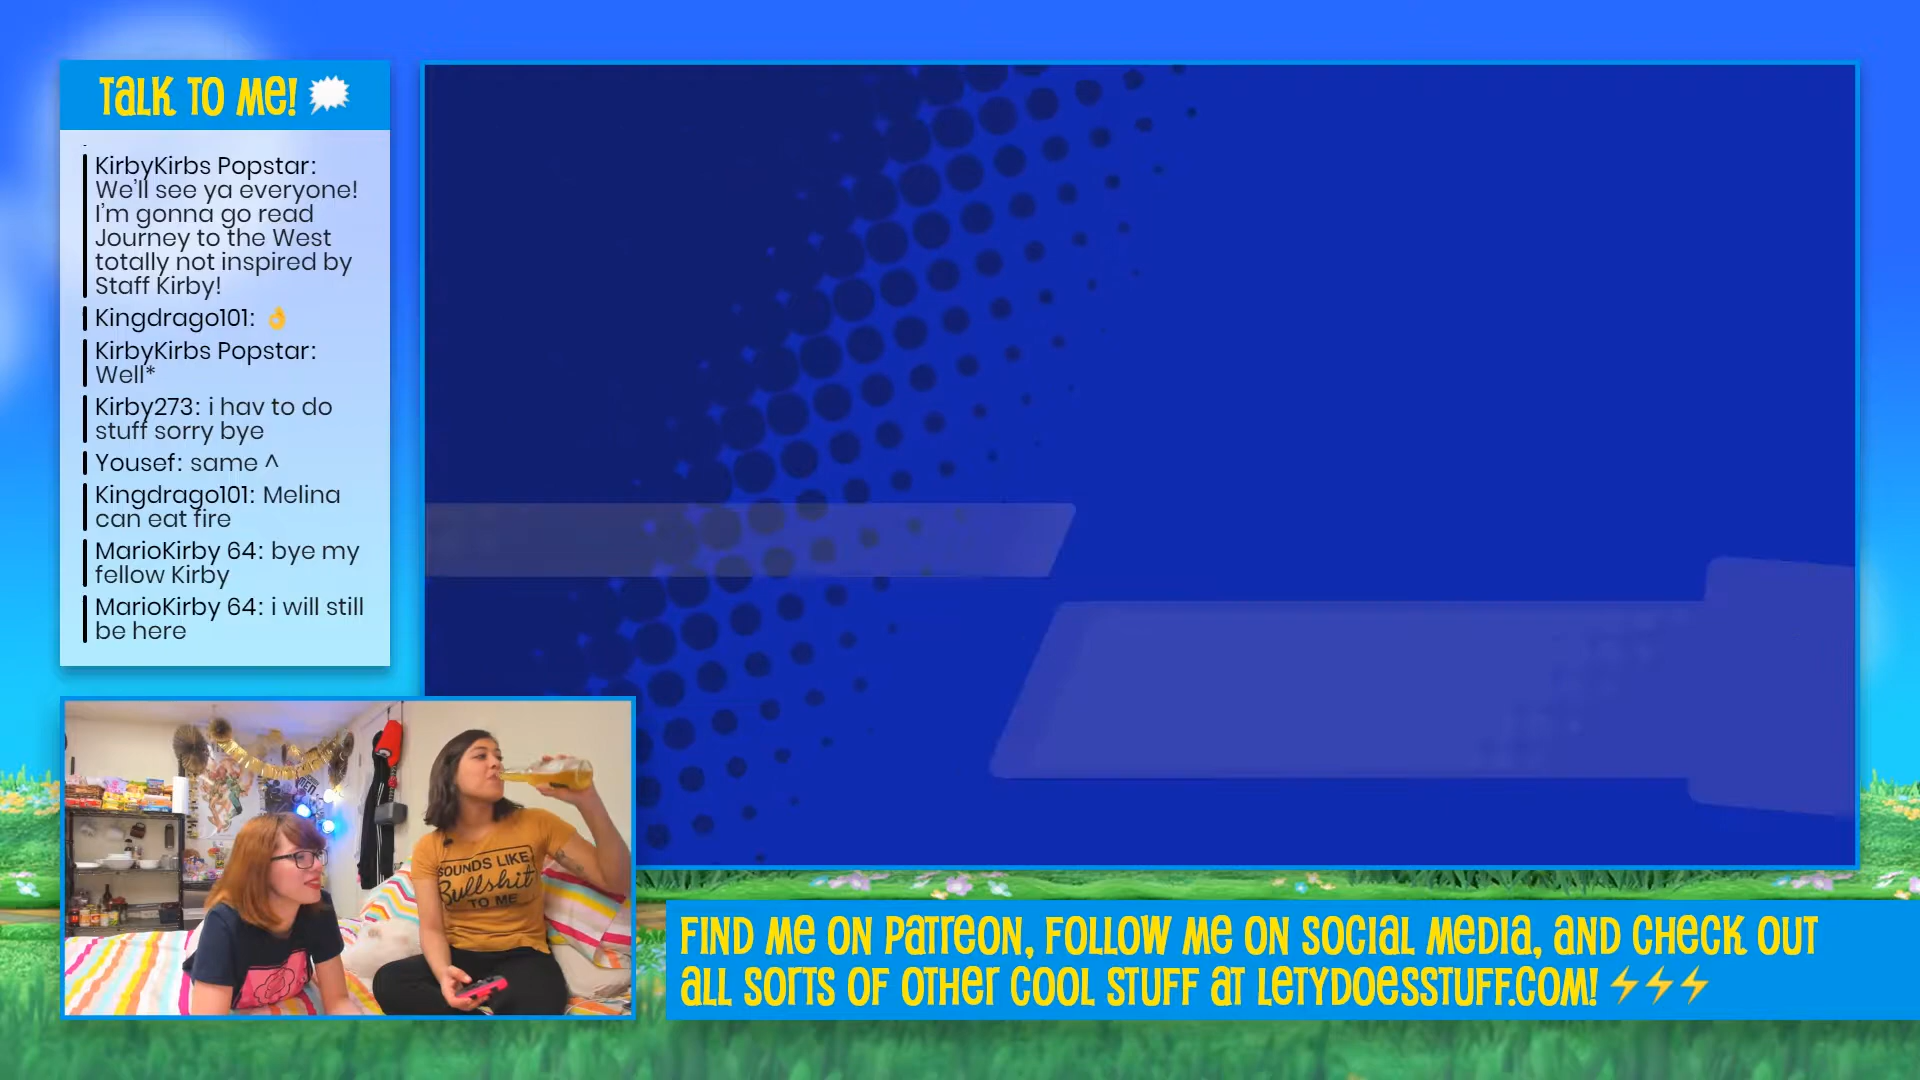 TALK TO ME!
KirbyKirbs Popstar:
We'll see ya everyone!
I'm gonna go read
Journey to the West
totally not inspired by
Staff Kirby!
Kingdrago101: 👌
KirbyKirbs Popstar:
Well*
Kirby273: i hav to do
stuff sorry bye
Yousef: same ^
Kingdrago101: Melina
can eat fire
MarioKirby 64: bye my
fellow Kirby
MarioKirby 64: i will still
be here
SOUNDS LIKE
Bullshit
TO ME
FIND ME ON PATREON, FOLLOW ME ON SOCIAL MEDIA, AND CHECK OUT
ALL SORTS OF OTHER COOL STUFF AT LETYDOESSTUFF.COM! ⚡⚡⚡